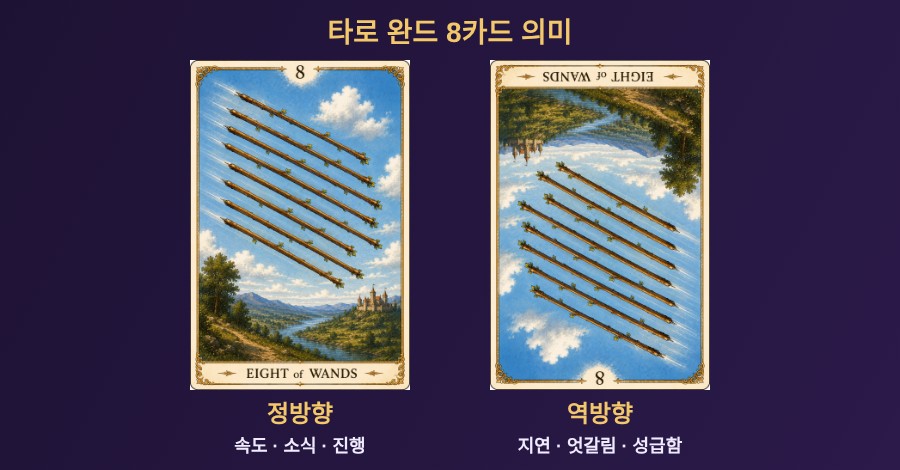 타로 완드 8카드 의미
8
EIGHT of WANDS
정방향
속도 · 소식 · 진행
EIGHT of WANDS
8
역방향
지연 · 엇갈림 · 성급함